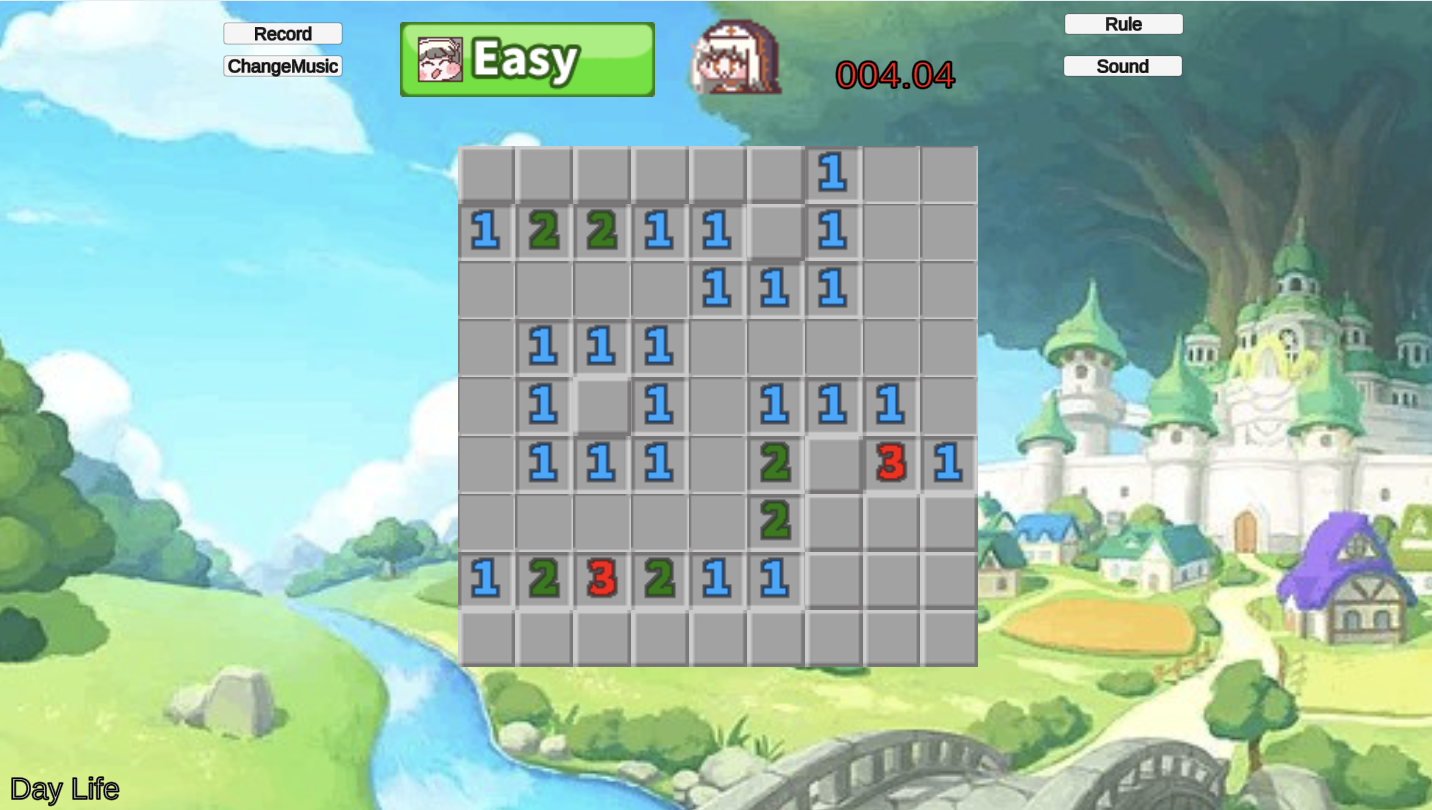 Record
ChangeMusic
Easy
004.04
Rule
Sound
1
1 2 2 1 1 1
1 1 1
1 1 1
1 1 1 1 1
1 1 1 2 3 1
2
1 2 3 2 1 1
Day Life